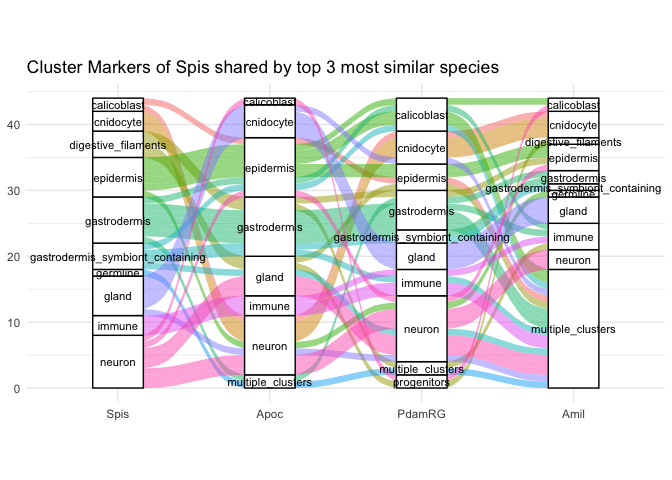 Cluster Markers of Spis shared by top 3 most similar species
40
30
20
10
0
calicoblast
cnidocyte
digestive_filaments
epidermis
gastrodermis
gastrodermis_symbiont_containing
germline
gland
immune
neuron
calicoblast
cnidocyte
epidermis
gastrodermis
gland
immune
neuron
multiple_clusters
calicoblast
cnidocyte
epidermis
gastrodermis
gastrodermis_symbiont_containing
gland
immune
neuron
multiple_clusters
progenitors
calicoblast
cnidocyte
digestive_filaments
epidermis
gastrodermis
gastrodermis_symbiont_containing
germline
gland
immune
neuron
multiple_clusters
Spis
Apoc
PdamRG
Amil